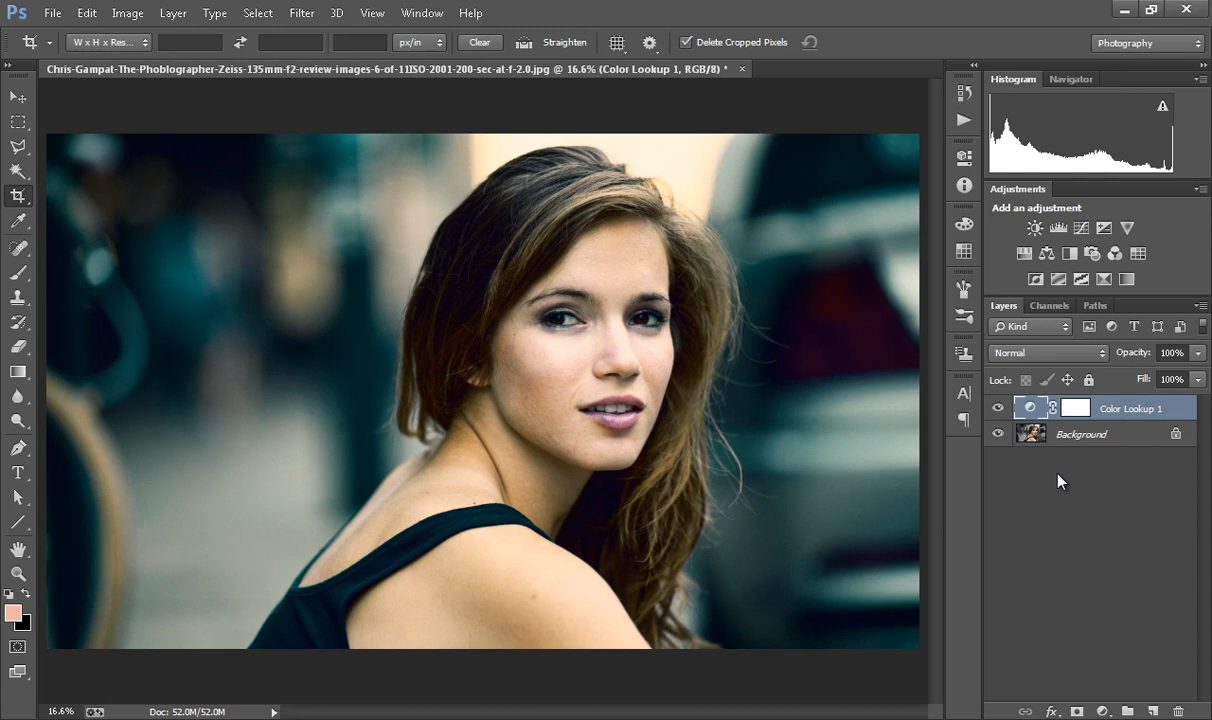 Ps File Edit Image Layer Type Select Filter 3D View Window Help
W x H x Res... px/in Clear Straighten Delete Cropped Pixels Photography
Chris-Gampat-The-Phoblographer-Zeiss-135mm-f2-review-images-6-of-11ISO-2001-200-sec-at-f-2.0.jpg @ 16.6% (Color Lookup 1, RGB/8) *
Histogram Navigator
Adjustments
Add an adjustment
Layers Channels Paths
Kind
Normal Opacity: 100%
Lock: Fill: 100%
Color Lookup 1
Background
16.6% Doc: 52.0M/52.0M